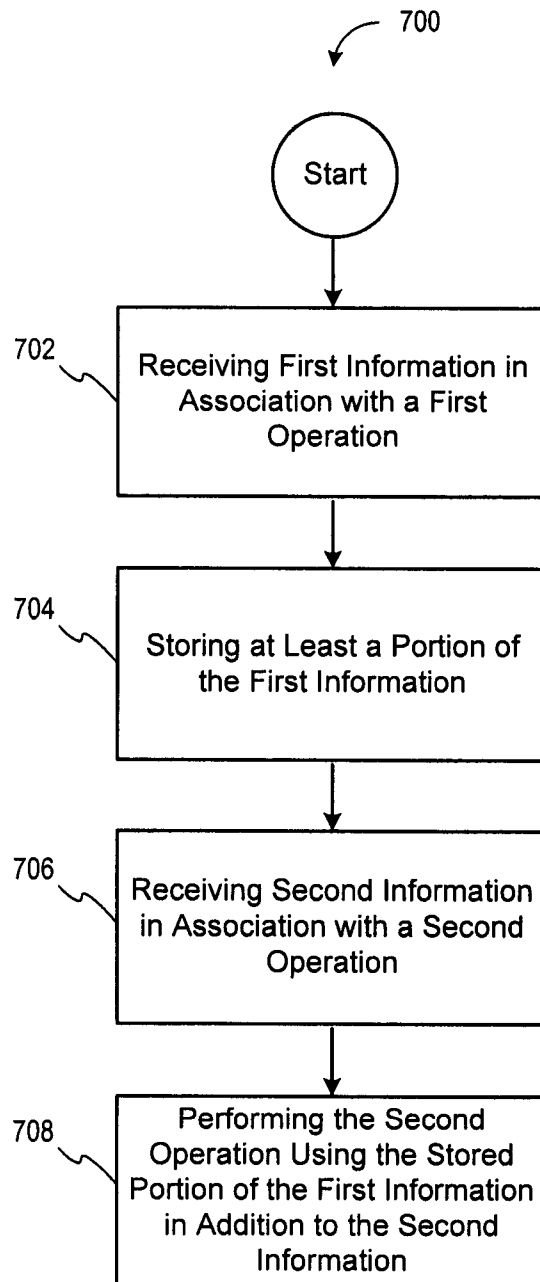 700
Start
702
Receiving First Information in
Association with a First
Operation
704
Storing at Least a Portion of
the First Information
706
Receiving Second Information
in Association with a Second
Operation
708
Performing the Second
Operation Using the Stored
Portion of the First Information
in Addition to the Second
Information